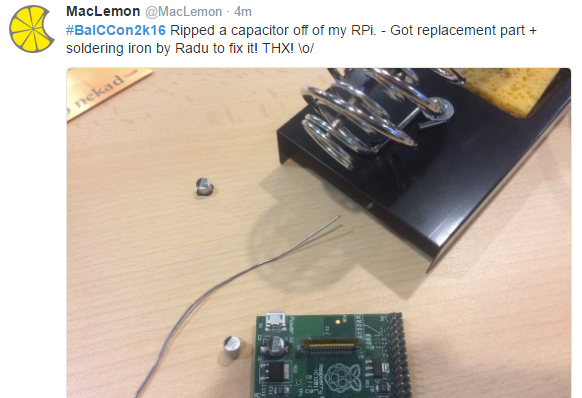 MacLemon @MacLemon · 4m
#BalCCon2k16 Ripped a capacitor off of my RPi. - Got replacement part +
soldering iron by Radu to fix it! THX! \o/
nekad
Power